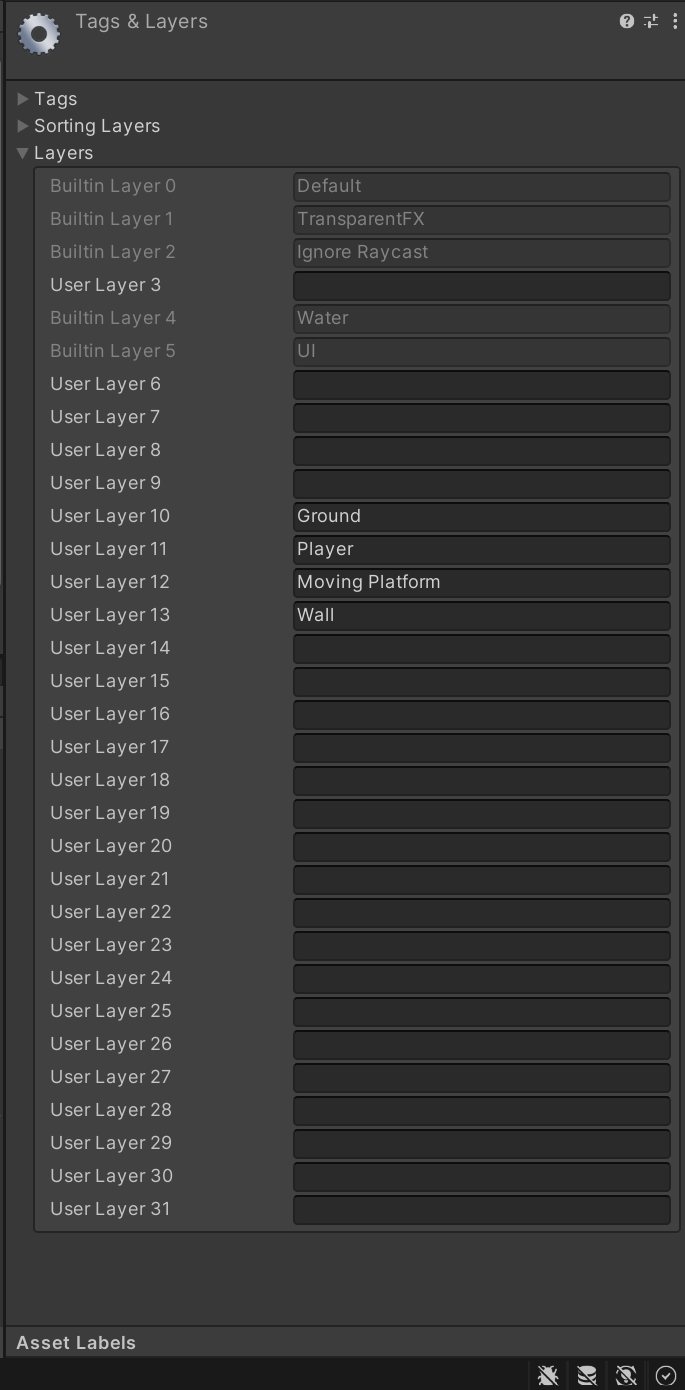 Tags & Layers
Tags
Sorting Layers
Layers
Builtin Layer 0 Default
Builtin Layer 1 TransparentFX
Builtin Layer 2 Ignore Raycast
User Layer 3
Builtin Layer 4 Water
Builtin Layer 5 UI
User Layer 6
User Layer 7
User Layer 8
User Layer 9
User Layer 10 Ground
User Layer 11 Player
User Layer 12 Moving Platform
User Layer 13 Wall
User Layer 14
User Layer 15
User Layer 16
User Layer 17
User Layer 18
User Layer 19
User Layer 20
User Layer 21
User Layer 22
User Layer 23
User Layer 24
User Layer 25
User Layer 26
User Layer 27
User Layer 28
User Layer 29
User Layer 30
User Layer 31
Asset Labels